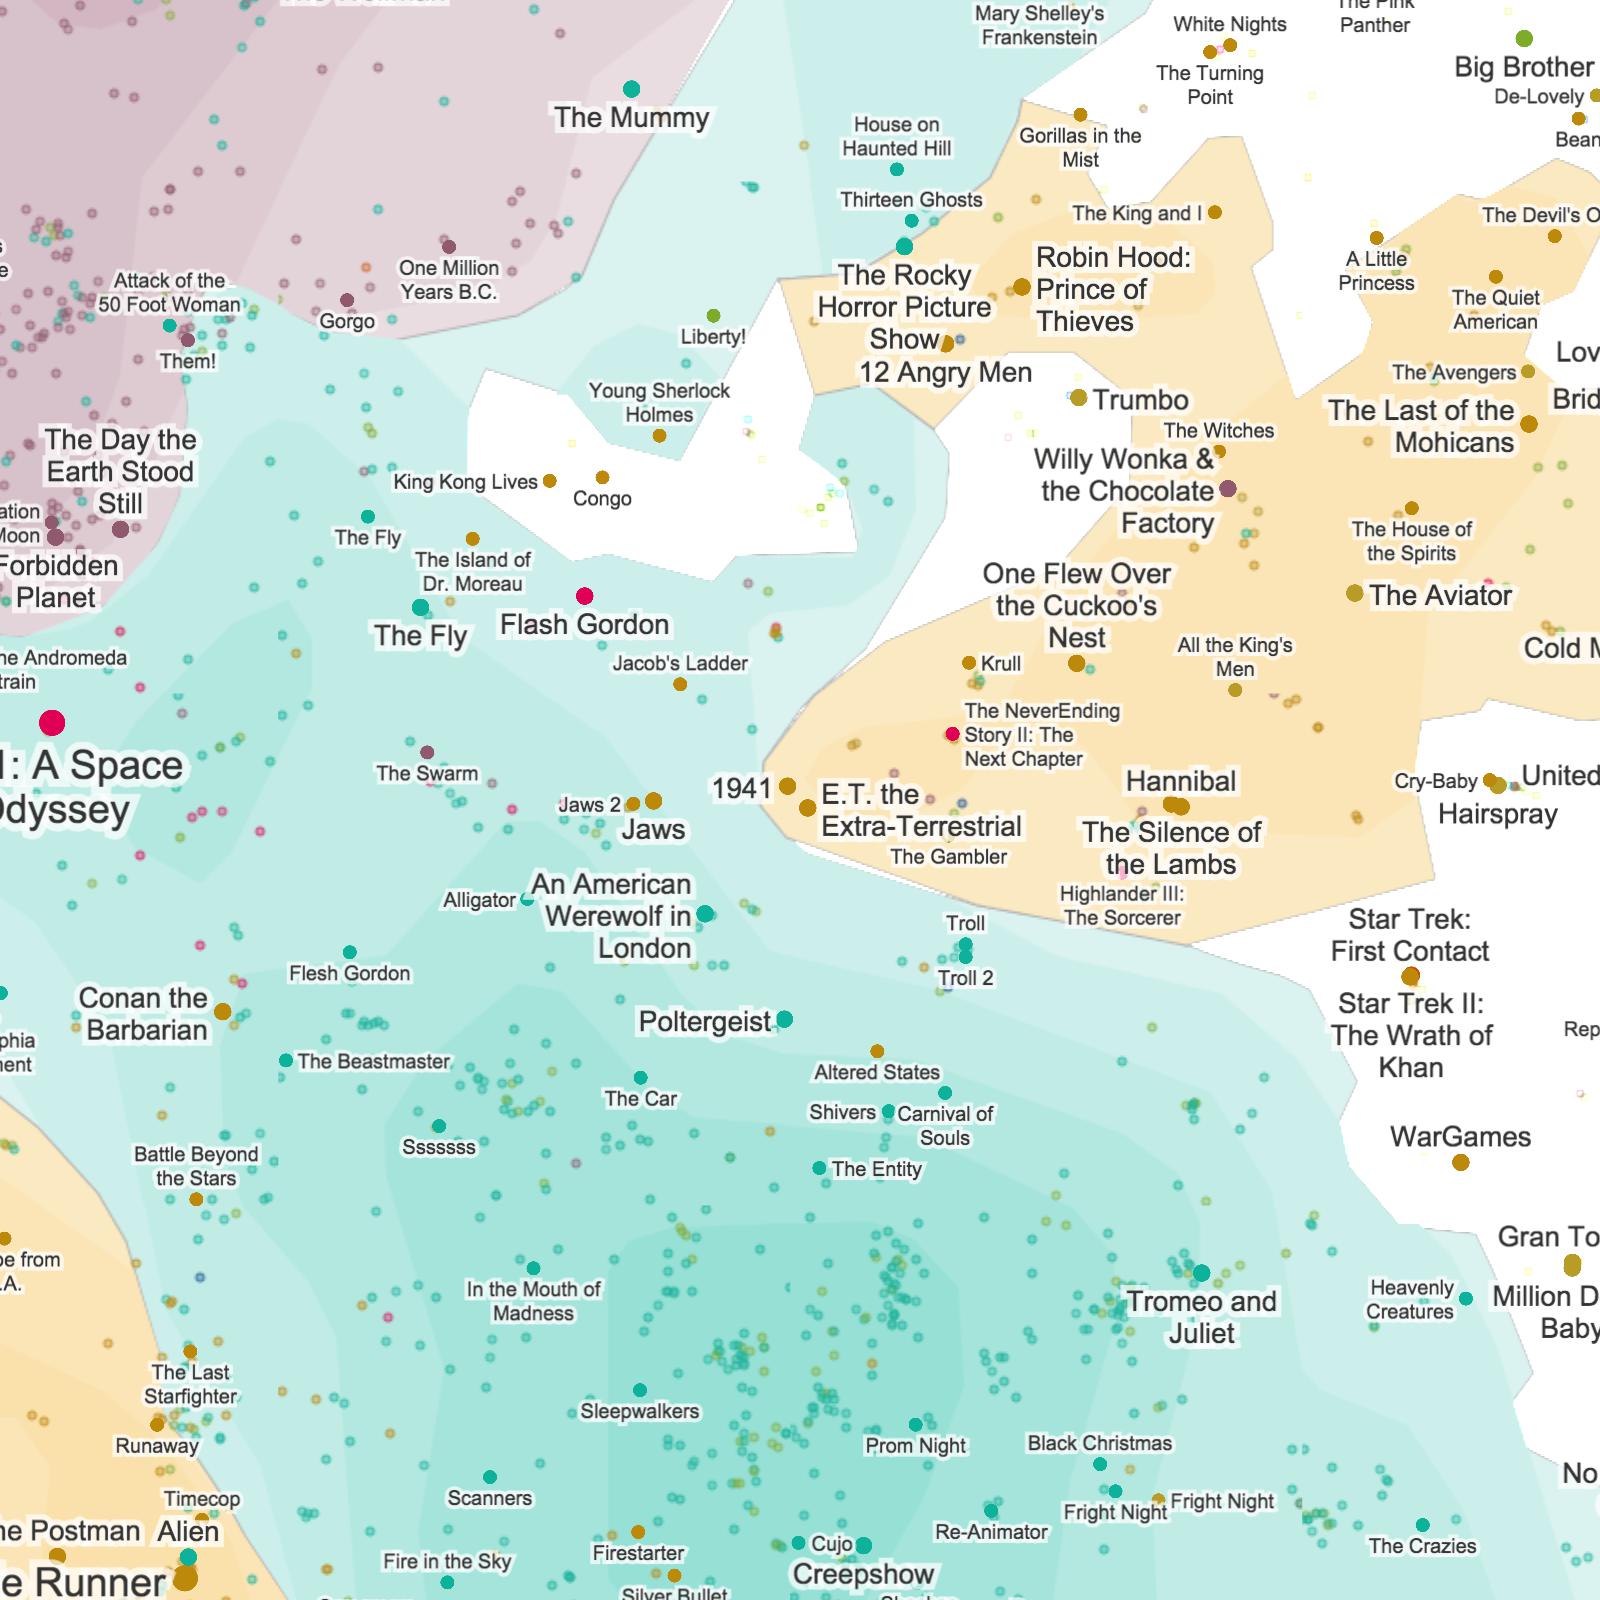 Mary Shelley's
Frankenstein
White Nights
The Turning
Point
The Pink
Panther
Big Brother
De-Lovely
Bean
The Mummy
House on
Haunted Hill
Gorillas in the
Mist
Thirteen Ghosts
The King and I
The Devil's O
Attack of the
50 Foot Woman
One Million
Years B.C.
Gorgo
Them!
Liberty!
The Rocky
Horror Picture
Show
12 Angry Men
Robin Hood:
Prince of
Thieves
A Little
Princess
The Quiet
American
Lov
Brid
The Avengers
The Last of the
Mohicans
Young Sherlock
Holmes
Trumbo
The Witches
Willy Wonka &
the Chocolate
Factory
The Day the
Earth Stood
Still
King Kong Lives
Congo
ation
Moon
Forbidden
Planet
The Fly
The Island of
Dr. Moreau
The House of
the Spirits
One Flew Over
the Cuckoo's
Nest
The Aviator
The Fly
Flash Gordon
Jacob's Ladder
Krull
All the King's
Men
Cold M
he Andromeda
train
The NeverEnding
Story II: The
Next Chapter
1: A Space
Odyssey
The Swarm
Jaws 2
Jaws
1941
E.T. the
Extra-Terrestrial
The Gambler
Hannibal
The Silence of
the Lambs
Highlander III:
The Sorcerer
Cry-Baby
United
Hairspray
Alligator
An American
Werewolf in
London
Troll
Troll 2
Star Trek:
First Contact
Star Trek II:
The Wrath of
Khan
Flesh Gordon
Conan the
Barbarian
Poltergeist
phia
ment
Rep
The Beastmaster
Altered States
The Car
Shivers
Carnival of
Souls
Sssssss
WarGames
Battle Beyond
the Stars
The Entity
pe from
.A.
Gran To
Million D
Baby
In the Mouth of
Madness
Tromeo and
Juliet
Heavenly
Creatures
The Last
Starfighter
Sleepwalkers
Runaway
Prom Night
Black Christmas
No
Scanners
Timecop
Fright Night
Fright Night
he Postman
Alien
Re-Animator
The Crazies
Firestarter
Cujo
Fire in the Sky
Creepshow
e Runner
Silver Bullet